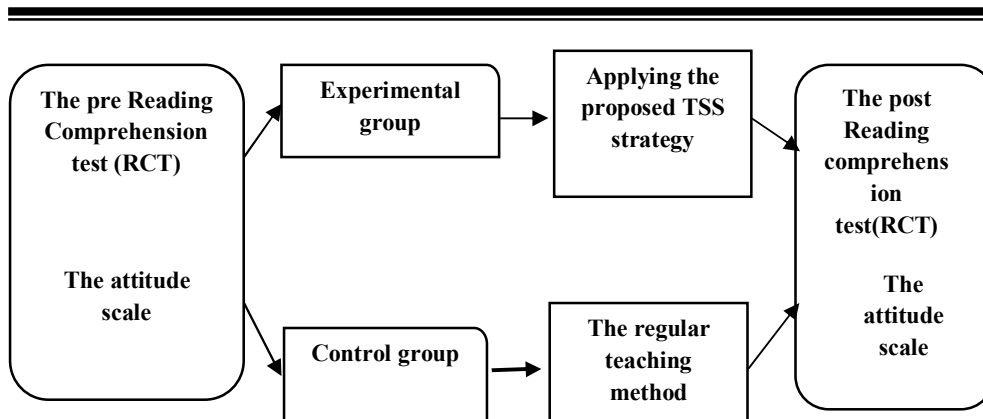 The pre Reading
Comprehension
test (RCT)
The attitude
scale
Experimental
group
Applying the
proposed TSS
strategy
Control group
The regular
teaching
method
The post
Reading
comprehens
ion
test(RCT)
The
attitude
scale